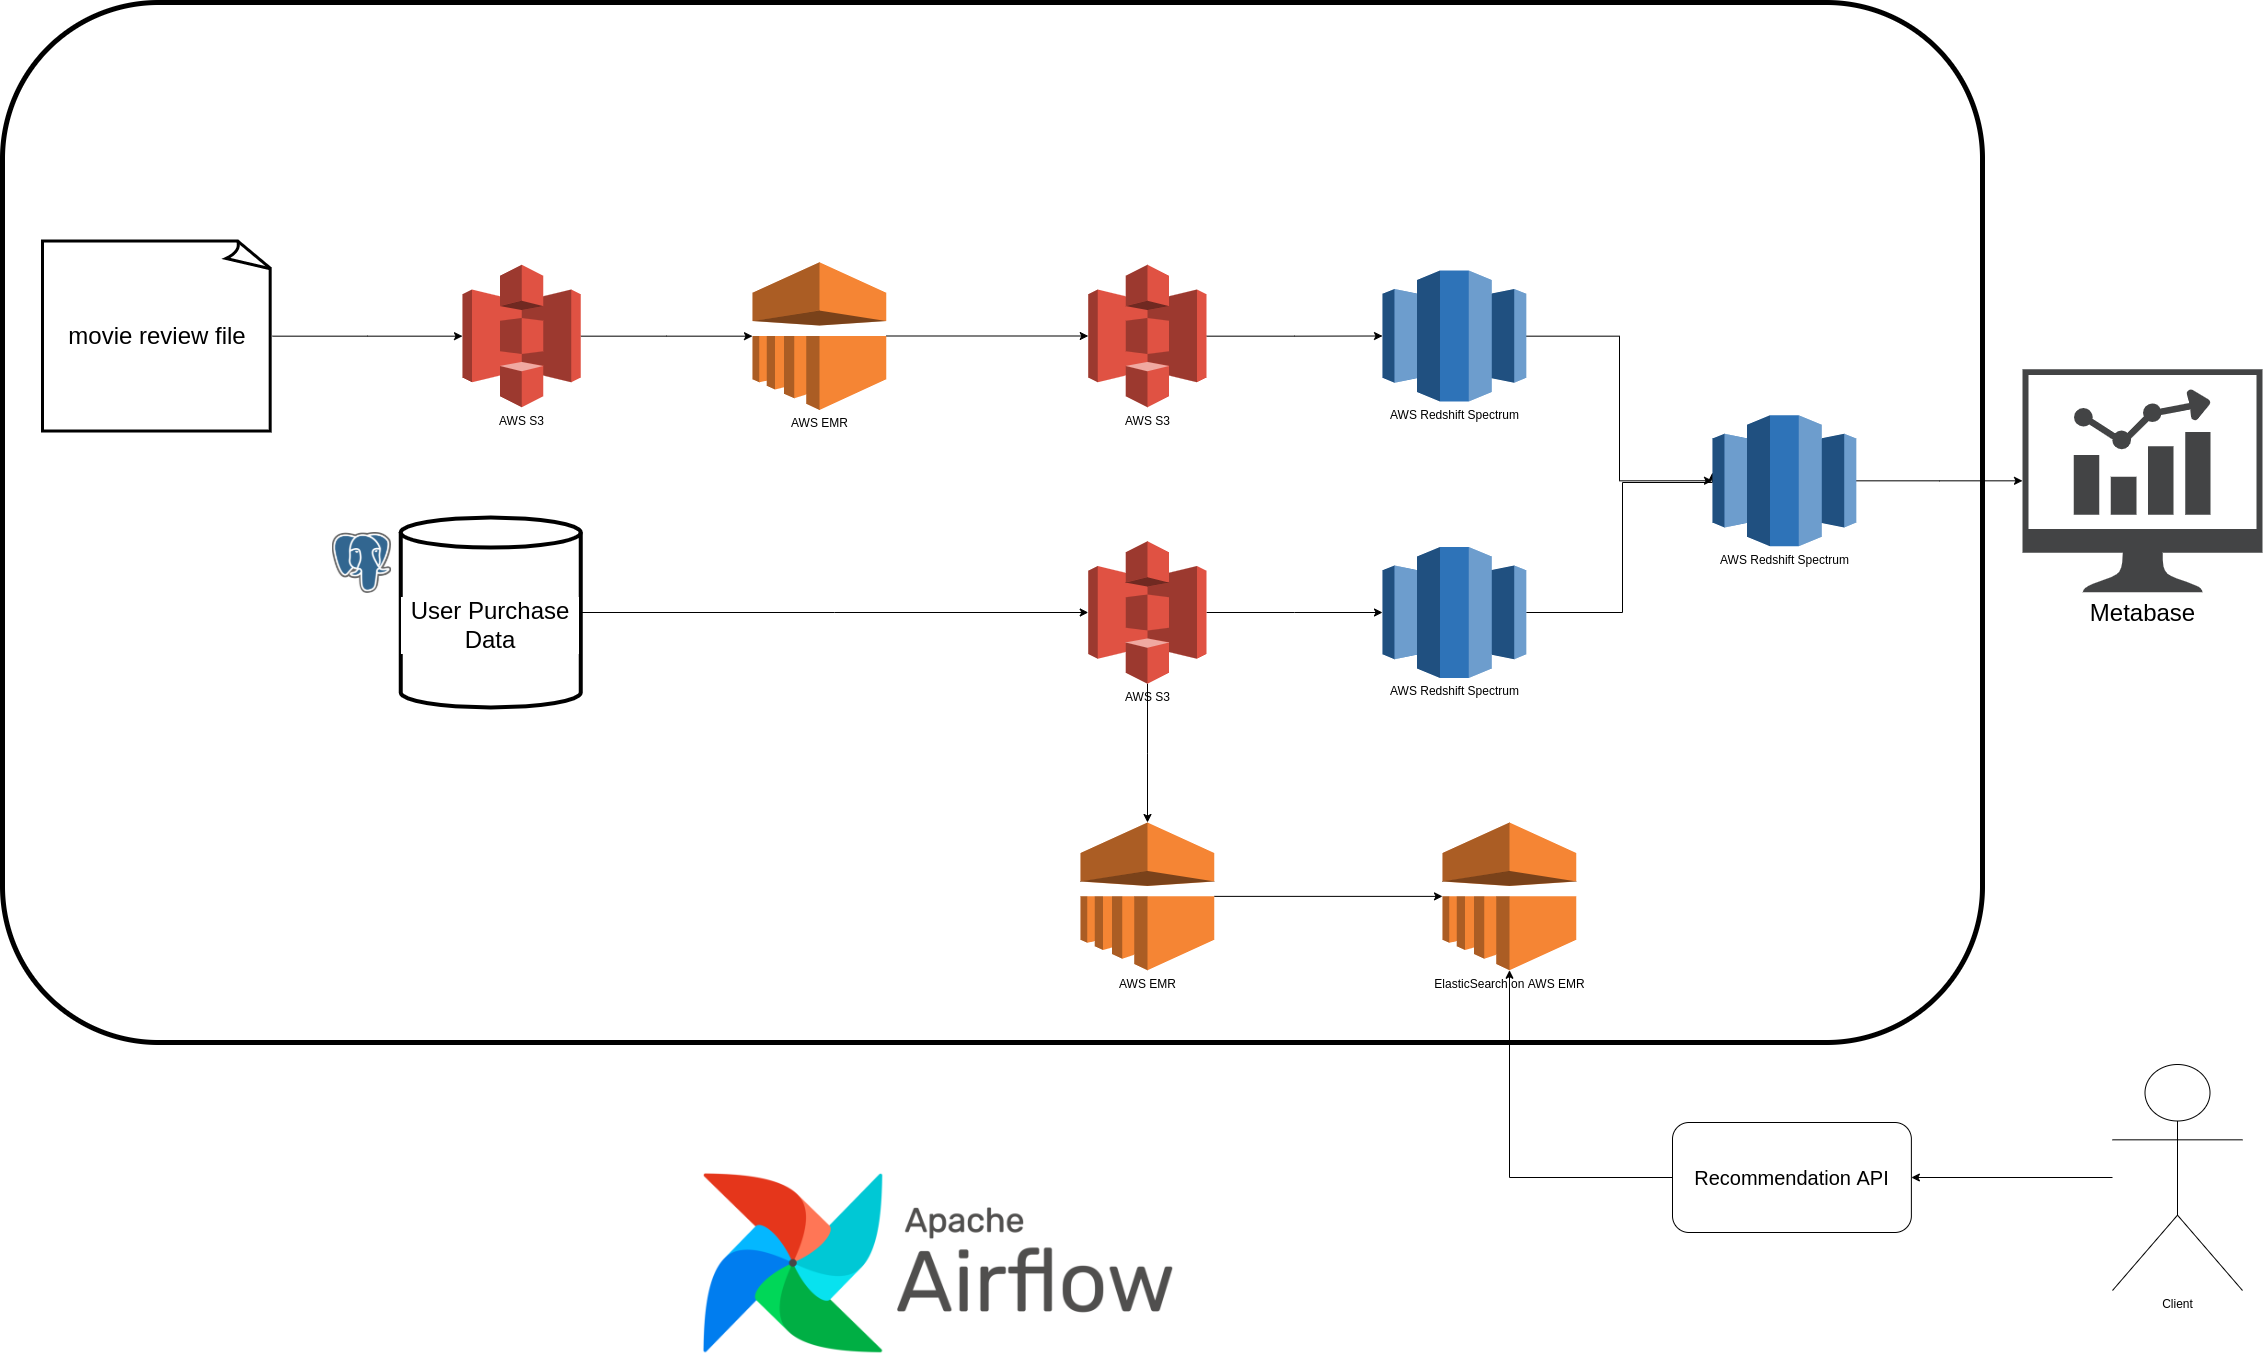 movie review file
AWS S3
AWS EMR
AWS S3
AWS Redshift Spectrum
AWS Redshift Spectrum
Metabase
User Purchase
Data
AWS S3
AWS Redshift Spectrum
AWS EMR
ElasticSearch on AWS EMR
Recommendation API
Client
Apache
Airflow